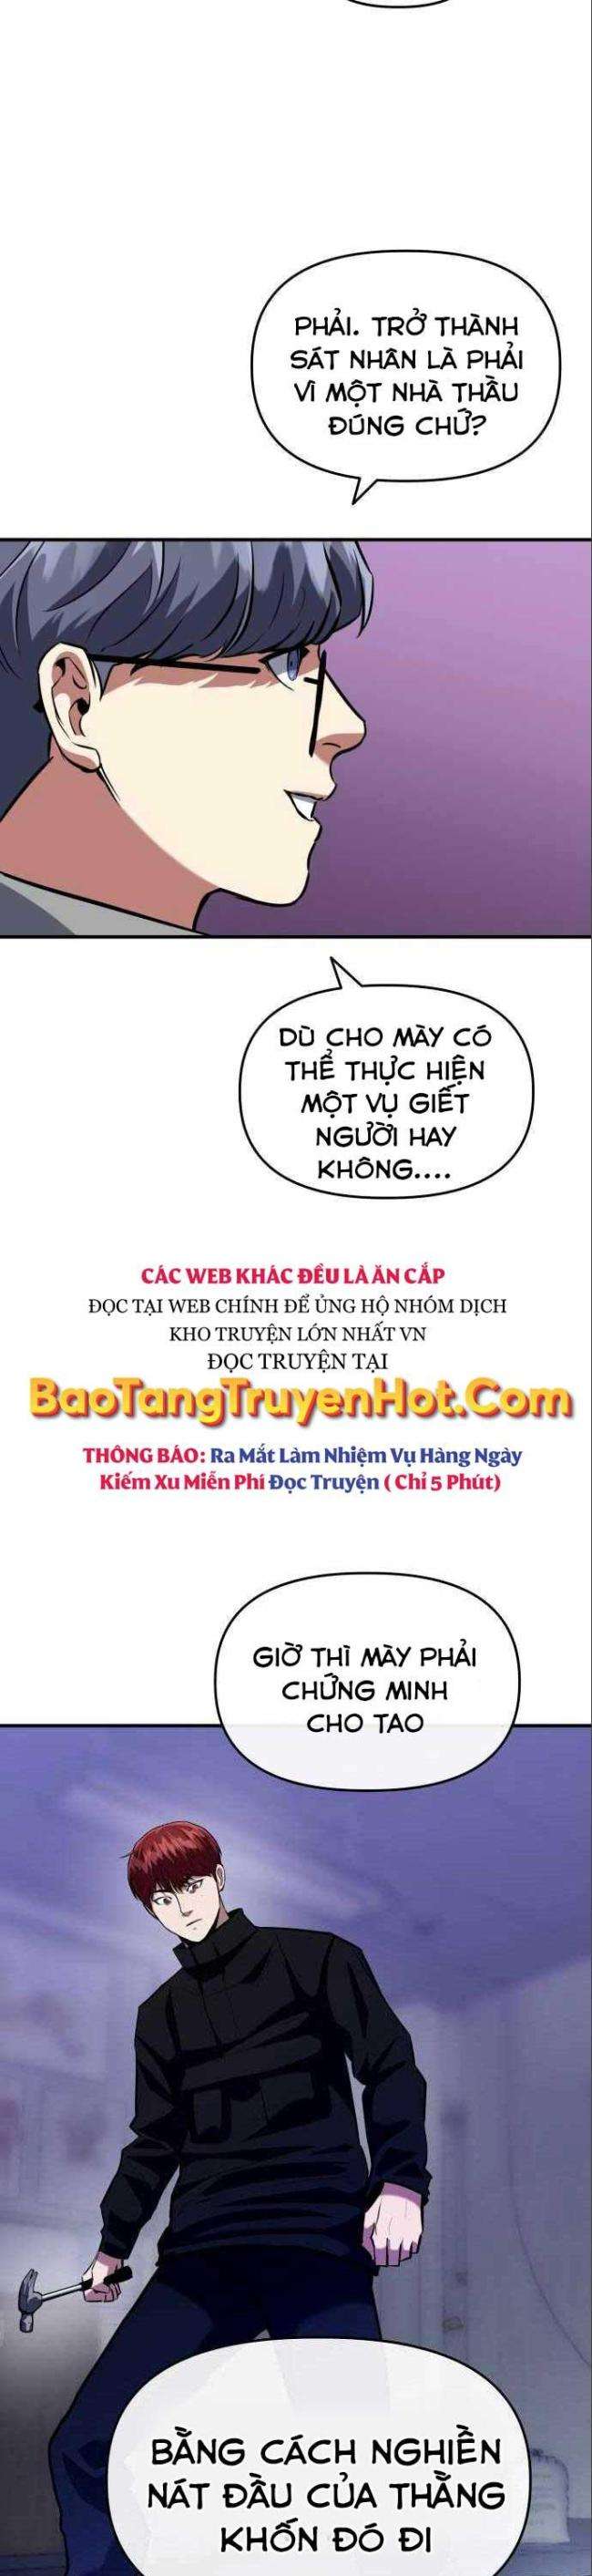 PHẢI. TRỞ THÀNH
SÁT NHÂN LÀ PHẢI
VÌ MỘT NHÀ THẦU
ĐÚNG CHỨ?
DÙ CHO MÀY CÓ
THỂ THỰC HIỆN
MỘT VỤ GIẾT
NGƯỜI HAY
KHÔNG....
CÁC WEB KHÁC ĐỀU LÀ ĂN CẮP
ĐỌC TẠI WEB CHÍNH ĐỂ ỦNG HỘ NHÓM DỊCH
KHO TRUYỆN LỚN NHẤT VN
ĐỌC TRUYỆN TẠI
BaoTangTruyenHot.Com
THÔNG BÁO: Ra Mắt Làm Nhiệm Vụ Hàng Ngày
Kiếm Xu Miễn Phí Đọc Truyện ( Chỉ 5 Phút)
GIỜ THÌ MÀY PHẢI
CHỨNG MINH
CHO TAO
BẰNG CÁCH NGHIỀN
NÁT ĐẦU CỦA THẰNG
KHỐN ĐÓ ĐI